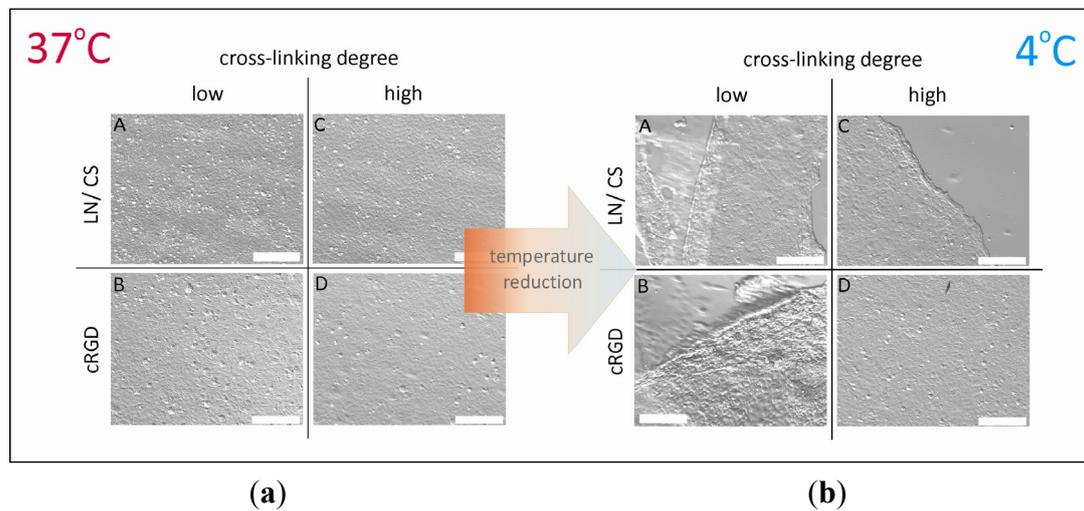 37°C
cross-linking degree
low high
LN/ CS
A C
cRGD
B D
temperature
reduction
4°C
cross-linking degree
low high
LN/ CS
A C
cRGD
B D
(a) (b)